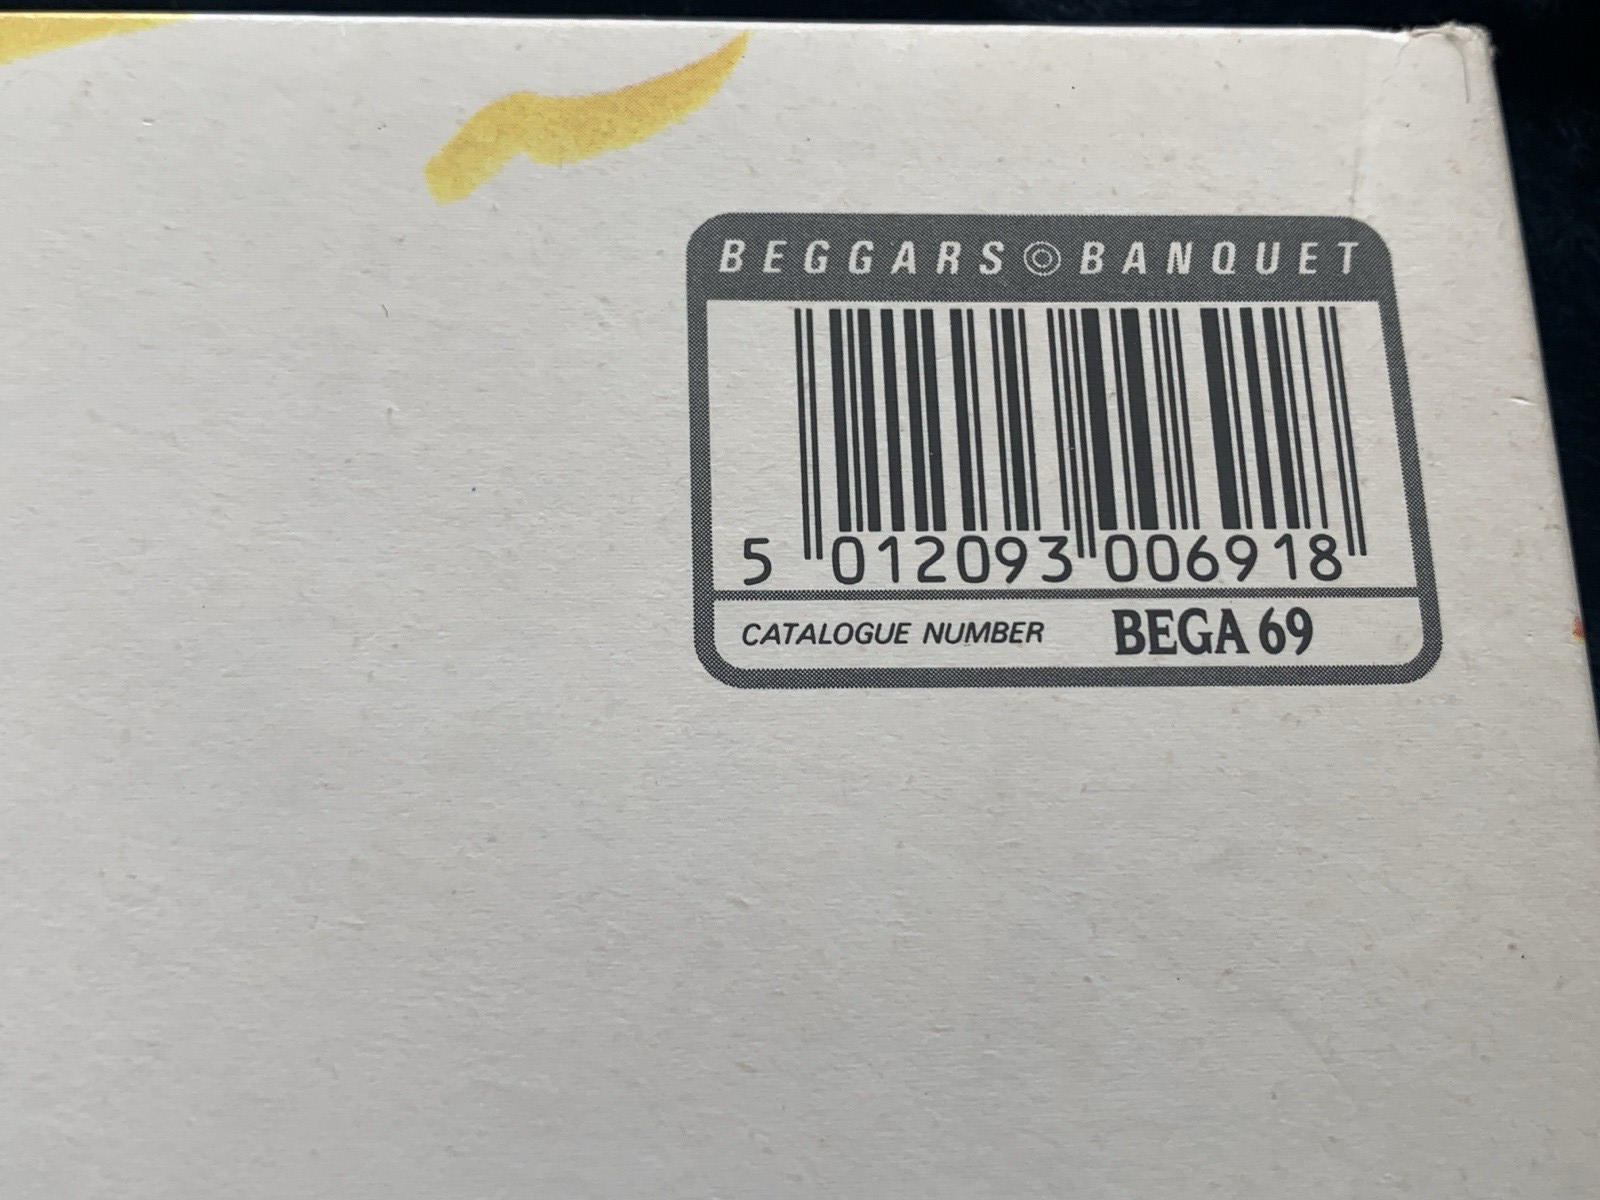 BEGGARS BANQUET
5 012093 006918
CATALOGUE NUMBER BEGA 69